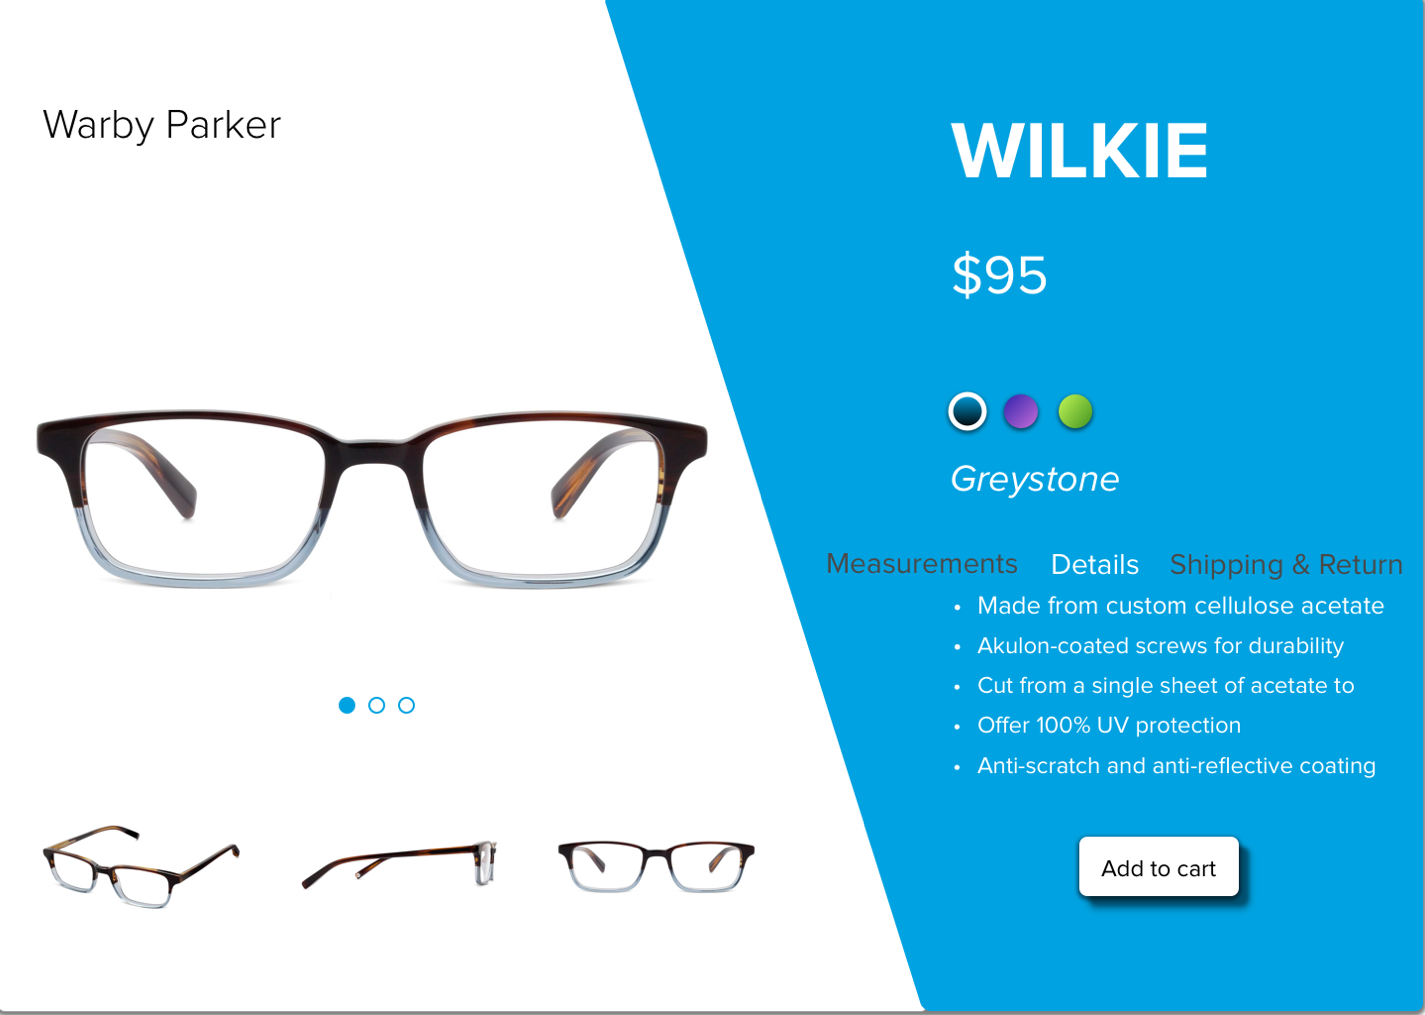 Warby Parker
WILKIE
$95
Greystone
Measurements Details Shipping & Return
• Made from custom cellulose acetate
• Akulon-coated screws for durability
• Cut from a single sheet of acetate to
• Offer 100% UV protection
• Anti-scratch and anti-reflective coating
Add to cart